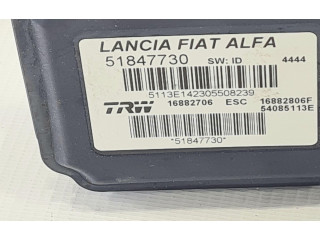 LANCIA FIAT ALFA
51847730 SW: ID 4444
5113E142305508239
TRW 16882706 ESC 16882806F
54085113E
*51847730*